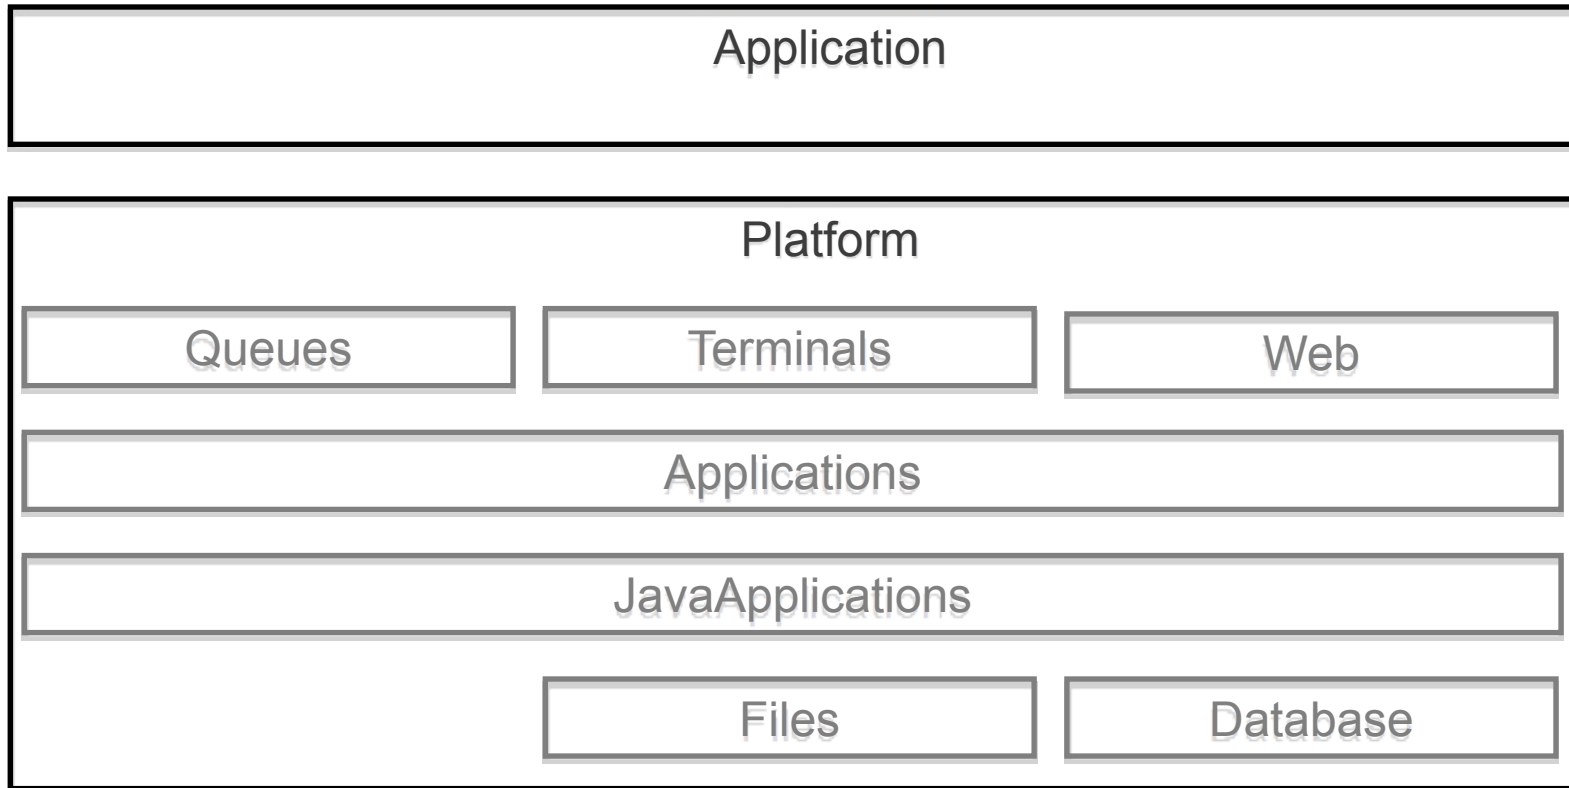 Application
Platform
Queues
Terminals
Web
Applications
JavaApplications
Files
Database